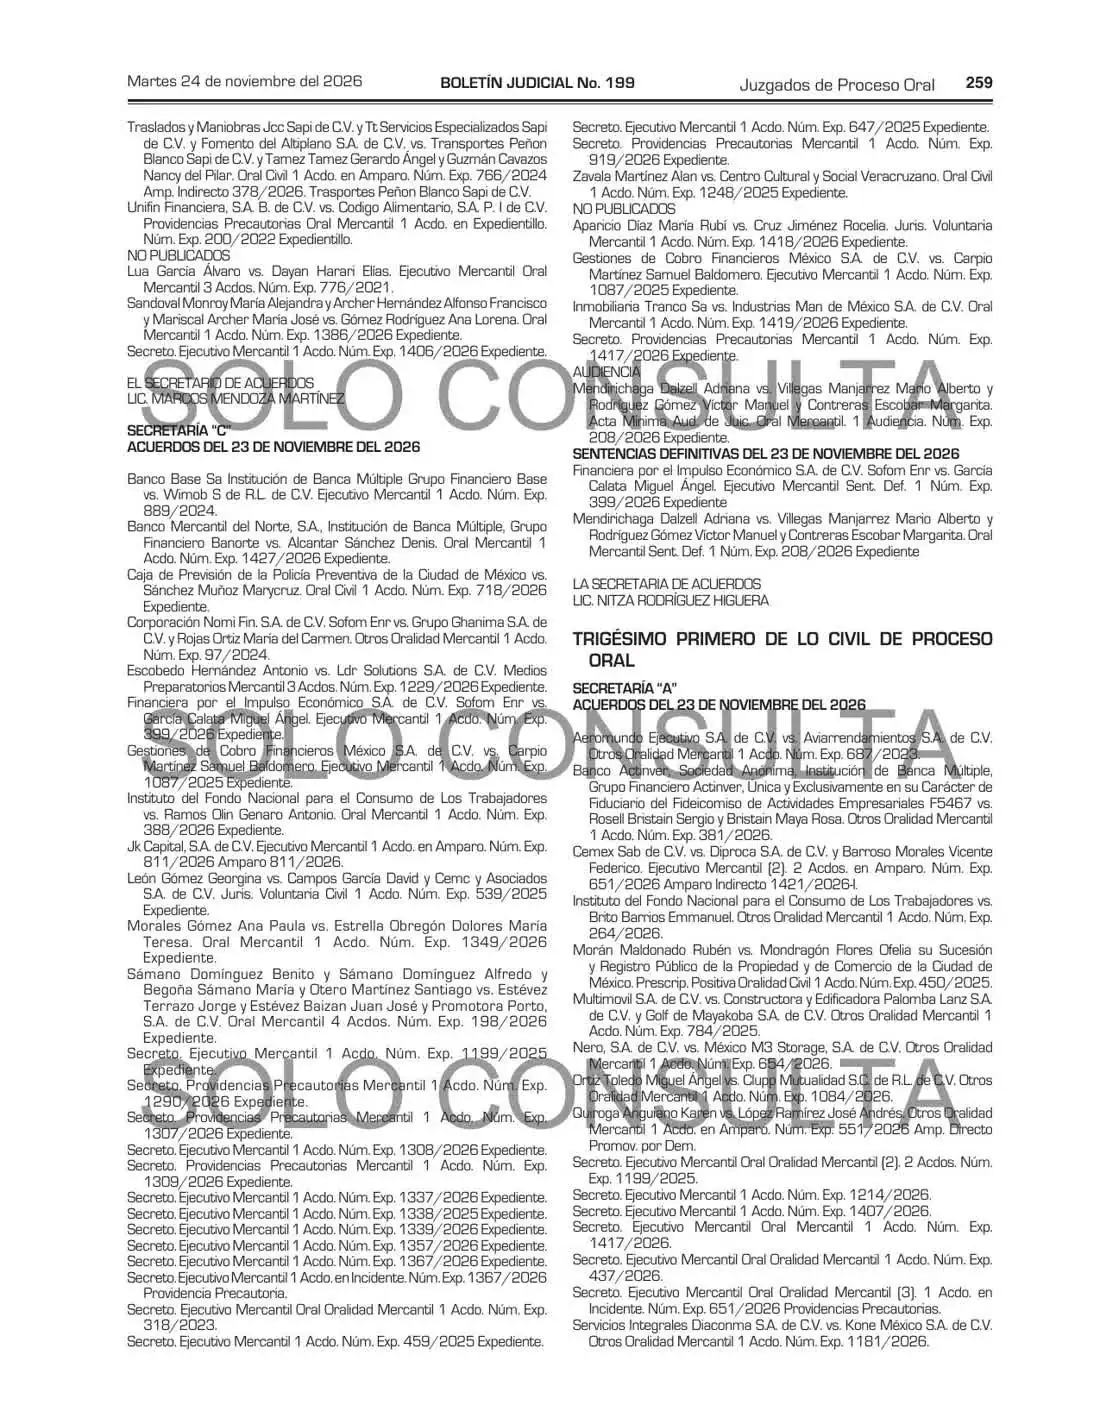 Martes 24 de noviembre del 2026
BOLETÍN JUDICIAL No. 199
Juzgados de Proceso Oral 259
Traslados y Maniobras Jcc Sapi de C.V. y Tt Servicios Especializados Sapi
de C.V. y Fomento del Altiplano S.A. de C.V. vs. Transportes Peñon
Blanco Sapi de C.V. y Tamez Tamez Gerardo Ángel y Guzmán Cavazos
Nancy del Pilar. Oral Civil 1 Acdo. en Amparo. Núm. Exp. 766/2024
Amp. Indirecto 378/2026. Trasportes Peñon Blanco Sapi de C.V.
Unifin Financiera, S.A. B. de C.V. vs. Codigo Alimentario, S.A. P. I de C.V.
Providencias Precautorias Oral Mercantil 1 Acdo. en Expedientillo.
Núm. Exp. 200/2022 Expedientillo.
NO PUBLICADOS
Lua García Álvaro vs. Dayan Harari Elías. Ejecutivo Mercantil Oral
Mercantil 3 Acdos. Núm. Exp. 776/2021.
Sandoval Monroy María Alejandra y Archer Hernández Alfonso Francisco
y Mariscal Archer María José vs. Gómez Rodríguez Ana Lorena. Oral
Mercantil 1 Acdo. Núm. Exp. 1386/2026 Expediente.
Secreto. Ejecutivo Mercantil 1 Acdo. Núm. Exp. 1406/2026 Expediente.
EL SECRETARIO DE ACUERDOS
LIC. MARCOS MENDOZA MARTÍNEZ
SECRETARÍA “C”
ACUERDOS DEL 23 DE NOVIEMBRE DEL 2026
Banco Base Sa Institución de Banca Múltiple Grupo Financiero Base
vs. Wimob S de R.L. de C.V. Ejecutivo Mercantil 1 Acdo. Núm. Exp.
889/2024.
Banco Mercantil del Norte, S.A., Institución de Banca Múltiple, Grupo
Financiero Banorte vs. Alcantar Sánchez Denis. Oral Mercantil 1
Acdo. Núm. Exp. 1427/2026 Expediente.
Caja de Previsión de la Policía Preventiva de la Ciudad de México vs.
Sánchez Muñoz Marycruz. Oral Civil 1 Acdo. Núm. Exp. 718/2026
Expediente.
Corporación Nomi Fin. S.A. de C.V. Sofom Enr vs. Grupo Ghanima S.A. de
C.V. y Rojas Ortiz María del Carmen. Otros Oralidad Mercantil 1 Acdo.
Núm. Exp. 97/2024.
Escobedo Hernández Antonio vs. Ldr Solutions S.A. de C.V. Medios
Preparatorios Mercantil 3 Acdos. Núm. Exp. 1229/2026 Expediente.
Financiera por el Impulso Económico S.A. de C.V. Sofom Enr vs.
García Calata Miguel Ángel. Ejecutivo Mercantil 1 Acdo. Núm. Exp.
399/2026 Expediente.
Gestiones de Cobro Financieros México S.A. de C.V. vs. Carpio
Martínez Samuel Baldomero. Ejecutivo Mercantil 1 Acdo. Núm. Exp.
1087/2025 Expediente.
Instituto del Fondo Nacional para el Consumo de Los Trabajadores
vs. Ramos Olin Genaro Antonio. Oral Mercantil 1 Acdo. Núm. Exp.
388/2026 Expediente.
Jk Capital, S.A. de C.V. Ejecutivo Mercantil 1 Acdo. en Amparo. Núm. Exp.
811/2026 Amparo 811/2026.
León Gómez Georgina vs. Campos García David y Cemc y Asociados
S.A. de C.V. Juris. Voluntaria Civil 1 Acdo. Núm. Exp. 539/2025
Expediente.
Morales Gómez Ana Paula vs. Estrella Obregón Dolores María
Teresa. Oral Mercantil 1 Acdo. Núm. Exp. 1349/2026
Expediente.
Sámano Domínguez Benito y Sámano Domínguez Alfredo y
Begoña Sámano María y Otero Martínez Santiago vs. Estévez
Terrazo Jorge y Estévez Baizan Juan José y Promotora Porto,
S.A. de C.V. Oral Mercantil 4 Acdos. Núm. Exp. 198/2026
Expediente.
Secreto. Ejecutivo Mercantil 1 Acdo. Núm. Exp. 1199/2025
Expediente.
Secreto. Providencias Precautorias Mercantil 1 Acdo. Núm. Exp.
1290/2026 Expediente.
Secreto. Providencias Precautorias Mercantil 1 Acdo. Núm. Exp.
1307/2026 Expediente.
Secreto. Ejecutivo Mercantil 1 Acdo. Núm. Exp. 1308/2026 Expediente.
Secreto. Providencias Precautorias Mercantil 1 Acdo. Núm. Exp.
1309/2026 Expediente.
Secreto. Ejecutivo Mercantil 1 Acdo. Núm. Exp. 1337/2026 Expediente.
Secreto. Ejecutivo Mercantil 1 Acdo. Núm. Exp. 1338/2025 Expediente.
Secreto. Ejecutivo Mercantil 1 Acdo. Núm. Exp. 1339/2026 Expediente.
Secreto. Ejecutivo Mercantil 1 Acdo. Núm. Exp. 1357/2026 Expediente.
Secreto. Ejecutivo Mercantil 1 Acdo. Núm. Exp. 1367/2026 Expediente.
Secreto. Ejecutivo Mercantil 1 Acdo. en Incidente. Núm. Exp. 1367/2026
Providencia Precautoria.
Secreto. Ejecutivo Mercantil Oral Oralidad Mercantil 1 Acdo. Núm. Exp.
318/2023.
Secreto. Ejecutivo Mercantil 1 Acdo. Núm. Exp. 459/2025 Expediente.
Secreto. Ejecutivo Mercantil 1 Acdo. Núm. Exp. 647/2025 Expediente.
Secreto. Providencias Precautorias Mercantil 1 Acdo. Núm. Exp.
919/2026 Expediente.
Zavala Martínez Alan vs. Centro Cultural y Social Veracruzano. Oral Civil
1 Acdo. Núm. Exp. 1248/2025 Expediente.
NO PUBLICADOS
Aparicio Díaz María Rubí vs. Cruz Jiménez Rocelia. Juris. Voluntaria
Mercantil 1 Acdo. Núm. Exp. 1418/2026 Expediente.
Gestiones de Cobro Financieros México S.A. de C.V. vs. Carpio
Martínez Samuel Baldomero. Ejecutivo Mercantil 1 Acdo. Núm. Exp.
1087/2025 Expediente.
Inmobiliaria Tranco Sa vs. Industrias Man de México S.A. de C.V. Oral
Mercantil 1 Acdo. Núm. Exp. 1419/2026 Expediente.
Secreto. Providencias Precautorias Mercantil 1 Acdo. Núm. Exp.
1417/2026 Expediente.
AUDIENCIA
Mendirichaga Dalzell Adriana vs. Villegas Manjarrez Mario Alberto y
Rodríguez Gómez Víctor Manuel y Contreras Escobar Margarita.
Acta Mínima Aud. de Juic. Oral Mercantil. 1 Audiencia. Núm. Exp.
208/2026 Expediente.
SENTENCIAS DEFINITIVAS DEL 23 DE NOVIEMBRE DEL 2026
Financiera por el Impulso Económico S.A. de C.V. Sofom Enr vs. García
Calata Miguel Ángel. Ejecutivo Mercantil Sent. Def. 1 Núm. Exp.
399/2026 Expediente
Mendirichaga Dalzell Adriana vs. Villegas Manjarrez Mario Alberto y
Rodríguez Gómez Víctor Manuel y Contreras Escobar Margarita. Oral
Mercantil Sent. Def. 1 Núm. Exp. 208/2026 Expediente
LA SECRETARIA DE ACUERDOS
LIC. NITZA RODRÍGUEZ HIGUERA
TRIGÉSIMO PRIMERO DE LO CIVIL DE PROCESO
ORAL
SECRETARÍA “A”
ACUERDOS DEL 23 DE NOVIEMBRE DEL 2026
Aeromundo Ejecutivo S.A. de C.V. vs. Aviarrendamientos S.A. de C.V.
Otros Oralidad Mercantil 1 Acdo. Núm. Exp. 687/2023.
Banco Actinver, Sociedad Anónima, Institución de Banca Múltiple,
Grupo Financiero Actinver, Única y Exclusivamente en su Carácter de
Fiduciario del Fideicomiso de Actividades Empresariales F5467 vs.
Rosell Bristain Sergio y Bristain Maya Rosa. Otros Oralidad Mercantil
1 Acdo. Núm. Exp. 381/2026.
Cemex Sab de C.V. vs. Diproca S.A. de C.V. y Barroso Morales Vicente
Federico. Ejecutivo Mercantil (2). 2 Acdos. en Amparo. Núm. Exp.
651/2026 Amparo Indirecto 1421/2026-I.
Instituto del Fondo Nacional para el Consumo de Los Trabajadores vs.
Brito Barrios Emmanuel. Otros Oralidad Mercantil 1 Acdo. Núm. Exp.
264/2026.
Morán Maldonado Rubén vs. Mondragón Flores Ofelia su Sucesión
y Registro Público de la Propiedad y de Comercio de la Ciudad de
México. Prescrip. Positiva Oralidad Civil 1 Acdo. Núm. Exp. 450/2025.
Multimovil S.A. de C.V. vs. Constructora y Edificadora Palomba Lanz S.A.
de C.V. y Golf de Mayakoba S.A. de C.V. Otros Oralidad Mercantil 1
Acdo. Núm. Exp. 784/2025.
Nero, S.A. de C.V. vs. México M3 Storage, S.A. de C.V. Otros Oralidad
Mercantil 1 Acdo. Núm. Exp. 654/2026.
Ortiz Toledo Miguel Ángel vs. Clupp Mutualidad S.C. de R.L. de C.V. Otros
Oralidad Mercantil 1 Acdo. Núm. Exp. 1084/2026.
Quiroga Anguiano Karen vs. López Ramírez José Andrés. Otros Oralidad
Mercantil 1 Acdo. en Amparo. Núm. Exp. 551/2026 Amp. Directo
Promov. por Dem.
Secreto. Ejecutivo Mercantil Oral Oralidad Mercantil (2). 2 Acdos. Núm.
Exp. 1199/2025.
Secreto. Ejecutivo Mercantil 1 Acdo. Núm. Exp. 1214/2026.
Secreto. Ejecutivo Mercantil 1 Acdo. Núm. Exp. 1407/2026.
Secreto. Ejecutivo Mercantil Oral Mercantil 1 Acdo. Núm. Exp.
1417/2026.
Secreto. Ejecutivo Mercantil Oral Oralidad Mercantil 1 Acdo. Núm. Exp.
437/2026.
Secreto. Ejecutivo Mercantil Oral Oralidad Mercantil (3). 1 Acdo. en
Incidente. Núm. Exp. 651/2026 Providencias Precautorias.
Servicios Integrales Diaconma S.A. de C.V. vs. Kone México S.A. de C.V.
Otros Oralidad Mercantil 1 Acdo. Núm. Exp. 1181/2026.
SOLO CONSULTA
SOLO CONSULTA
SOLO CONSULTA